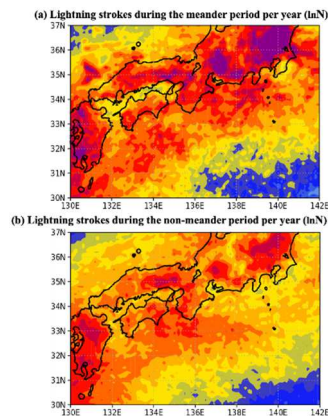 (a) Lightning strokes during the meander period per year (lnN)
37N
36N
35N
34N
33N
32N
31N
30N
130E 132E 134E 136E 138E 140E 142E
(b) Lightning strokes during the non-meander period per year (lnN)
37N
36N
35N
34N
33N
32N
31N
30N
130E 132E 134E 136E 138E 140E 142E